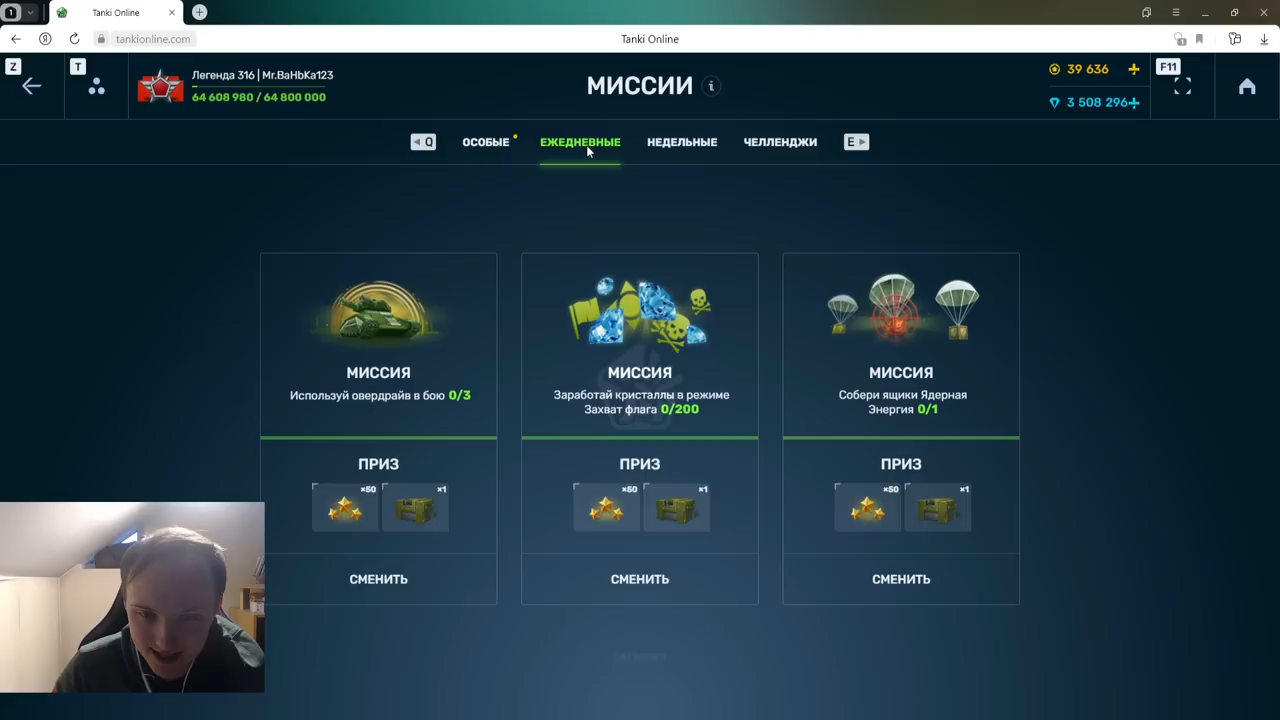 1
Tanki Online
tankionline.com
Tanki Online
Z
T
Легенда 316 | Mr.BaHbKa123
64 608 980 / 64 800 000
МИССИИ
i
39 636
3 508 296
F11
Q
ОСОБЫЕ
ЕЖЕДНЕВНЫЕ
НЕДЕЛЬНЫЕ
ЧЕЛЛЕНДЖИ
E
МИССИЯ
Используй овердрайв в бою 0/3
ПРИЗ
×50
×1
СМЕНИТЬ
МИССИЯ
Заработай кристаллы в режиме
Захват флага 0/200
ПРИЗ
×50
×1
СМЕНИТЬ
МИССИЯ
Собери ящики Ядерная
Энергия 0/1
ПРИЗ
×50
×1
СМЕНИТЬ